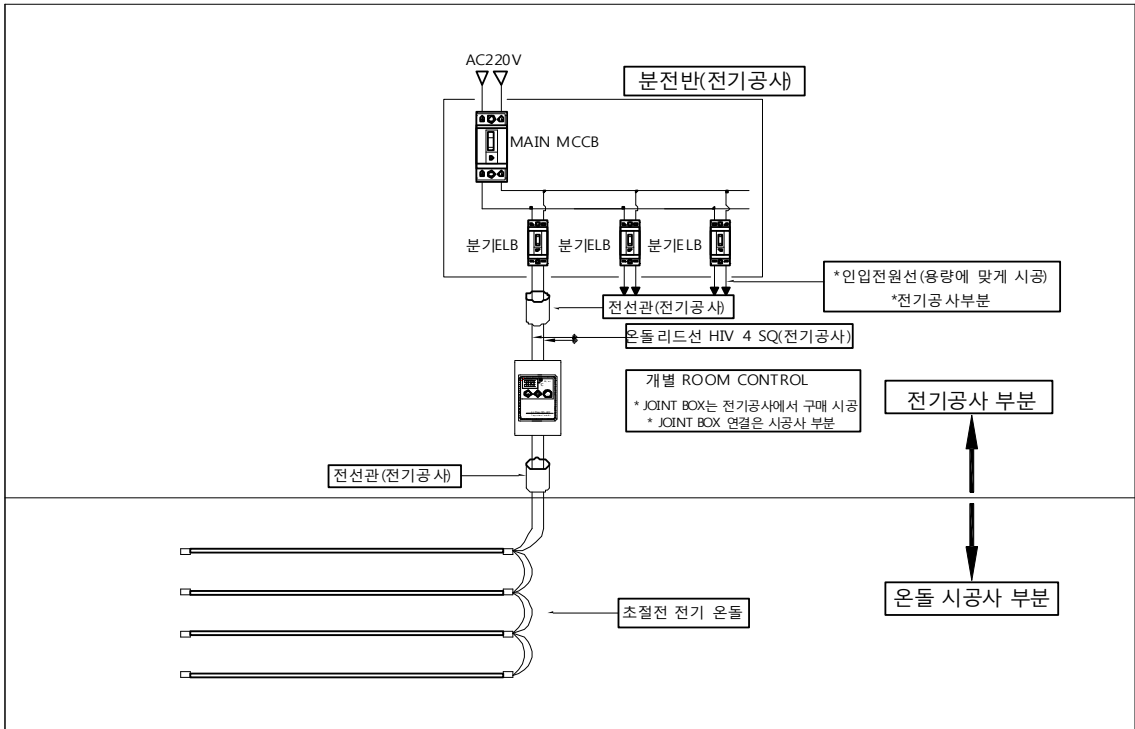 AC220V
분전반(전기공사)
MAIN MCCB
분기ELB
분기ELB
분기ELB
*인입전원선(용량에 맞게 시공)
*전기공사부분
전선관(전기공사)
온돌리드선 HIV 4 SQ(전기공사)
개별 ROOM CONTROL
* JOINT BOX는 전기공사에서 구매 시공
* JOINT BOX 연결은 시공사 부분
전기공사 부분
전선관(전기공사)
초절전 전기 온돌
온돌 시공사 부분